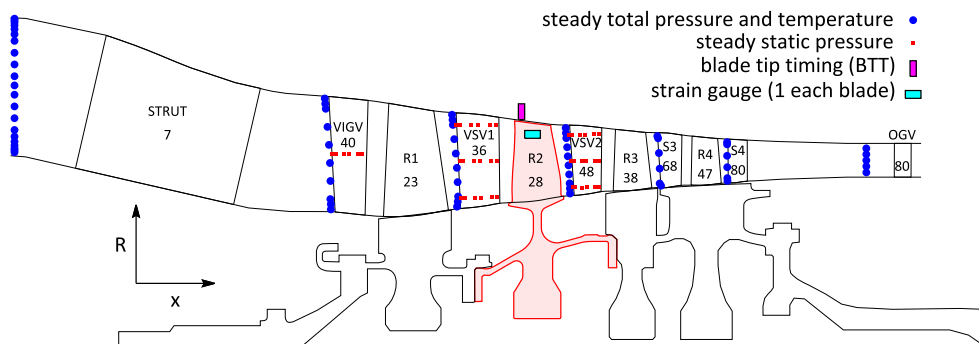 steady total pressure and temperature
steady static pressure
blade tip timing (BTT)
strain gauge (1 each blade)
STRUT
7
VIGV
40
R1
23
VSV1
36
R2
28
VSV2
48
R3
38
S3
68
R4
47
S4
80
OGV
80
R
x